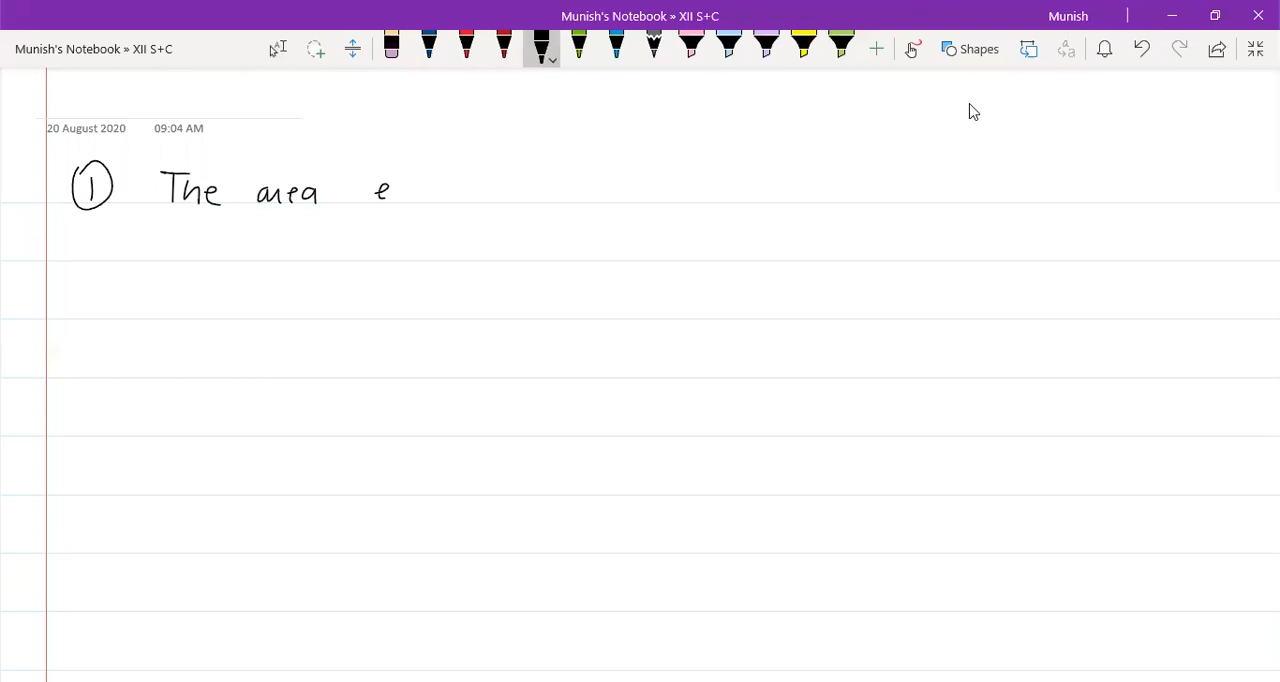 Munish's Notebook » XII S+C
Munish
Munish's Notebook » XII S+C
Shapes
20 August 2020 09:04 AM
① The area e